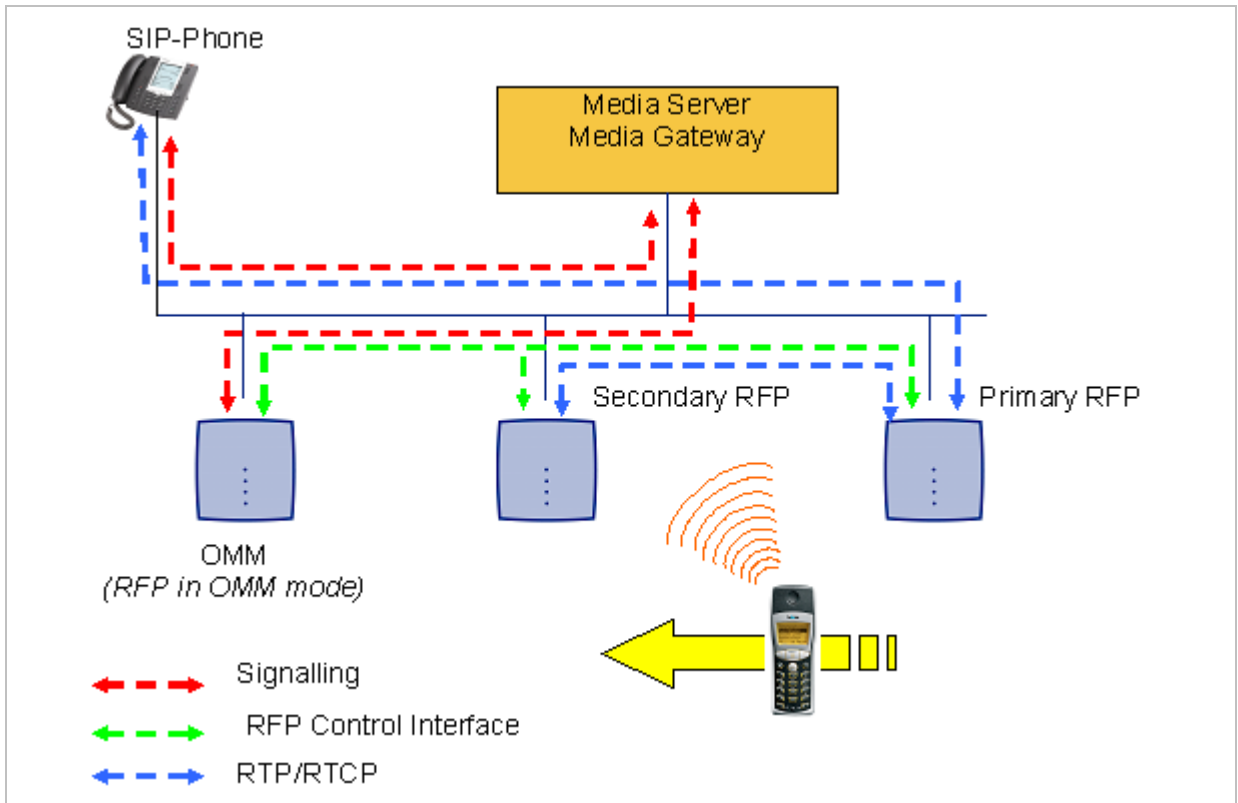 SIP-Phone
Media Server
Media Gateway
Secondary RFP
Primary RFP
OMM
(RFP in OMM mode)
Signalling
RFP Control Interface
RTP/RTCP